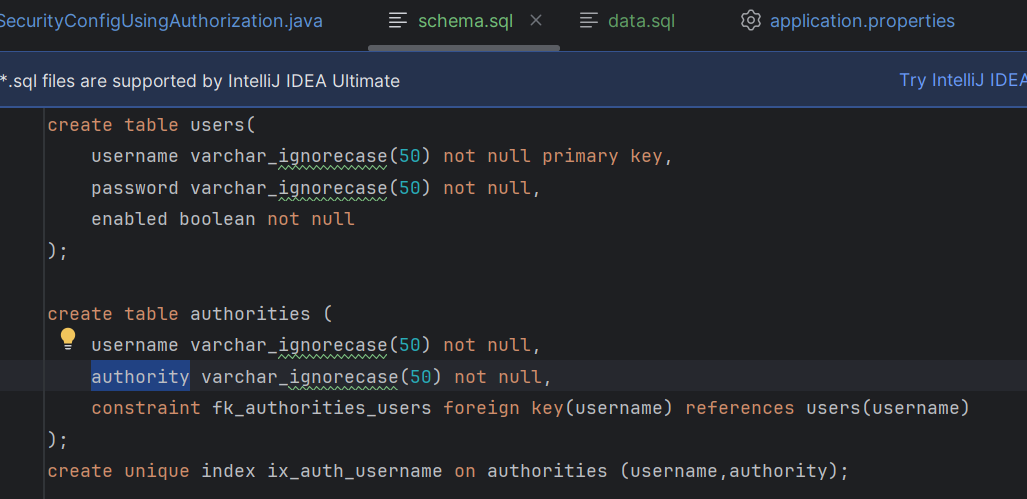 SecurityConfigUsingAuthorization.java schema.sql data.sql application.properties
*.sql files are supported by IntelliJ IDEA Ultimate Try IntelliJ IDEA
create table users(
username varchar_ignorecase(50) not null primary key,
password varchar_ignorecase(50) not null,
enabled boolean not null
);
create table authorities (
username varchar_ignorecase(50) not null,
authority varchar_ignorecase(50) not null,
constraint fk_authorities_users foreign key(username) references users(username)
);
create unique index ix_auth_username on authorities (username,authority);